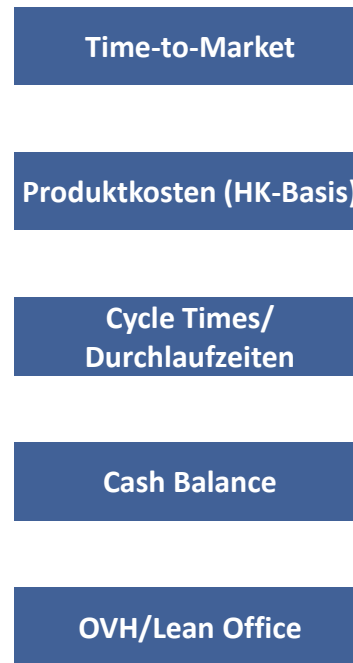 Time-to-Market
Produktkosten (HK-Basis)
Cycle Times/
Durchlaufzeiten
Cash Balance
OVH/Lean Office